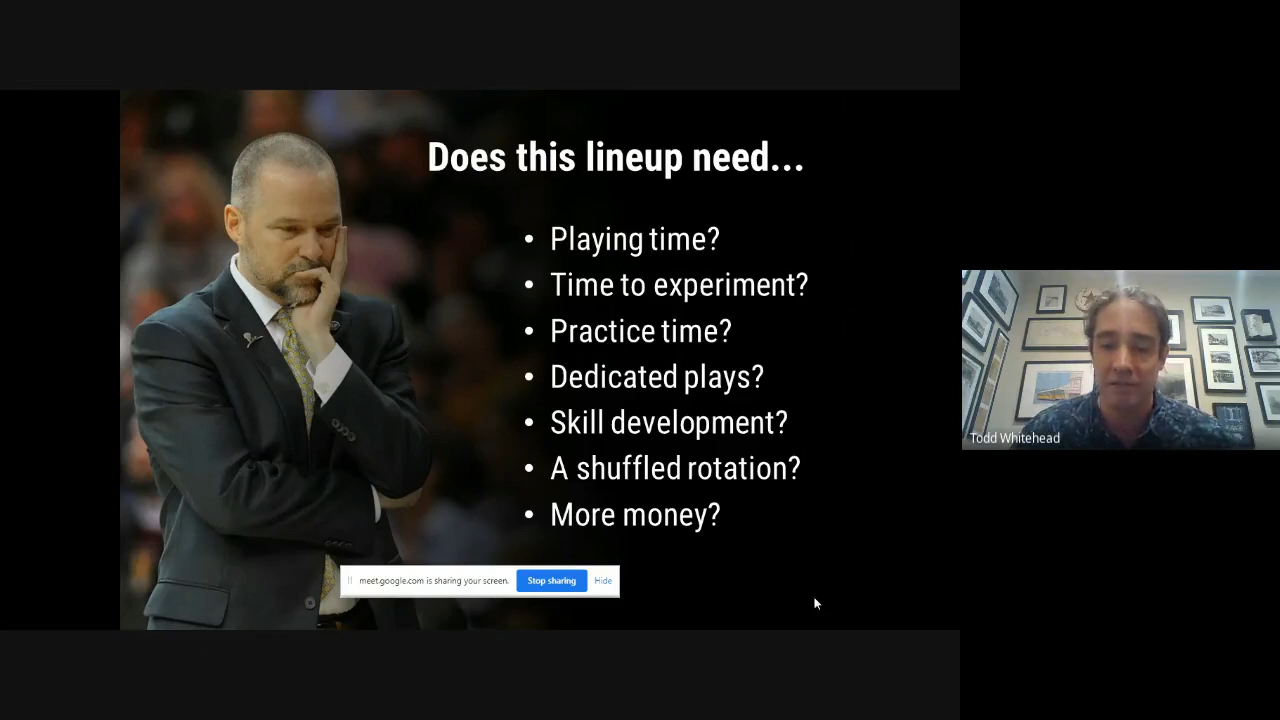 Does this lineup need...
• Playing time?
• Time to experiment?
• Practice time?
• Dedicated plays?
• Skill development?
• A shuffled rotation?
• More money?
meet.google.com is sharing your screen. Stop sharing Hide
Todd Whitehead